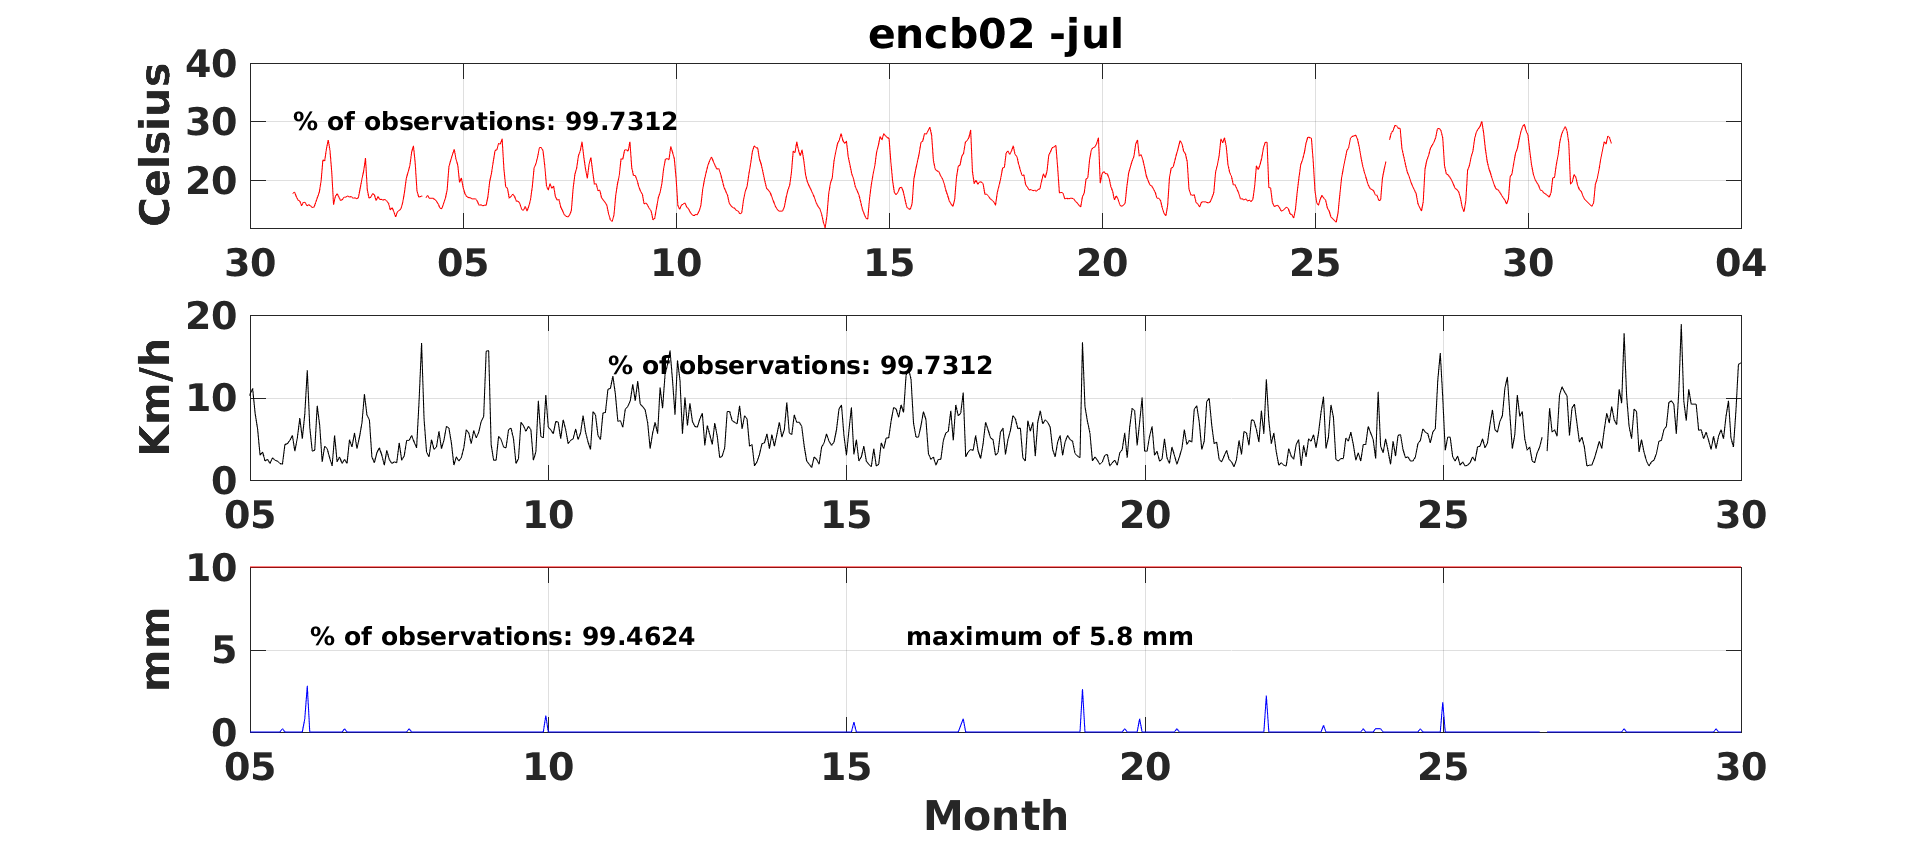 encb02 -jul
Celsius
40
30
20
% of observations: 99.7312
30 05 10 15 20 25 30 04
Km/h
20
10
0
% of observations: 99.7312
05 10 15 20 25 30
mm
10
5
0
% of observations: 99.4624 maximum of 5.8 mm
05 10 15 20 25 30
Month